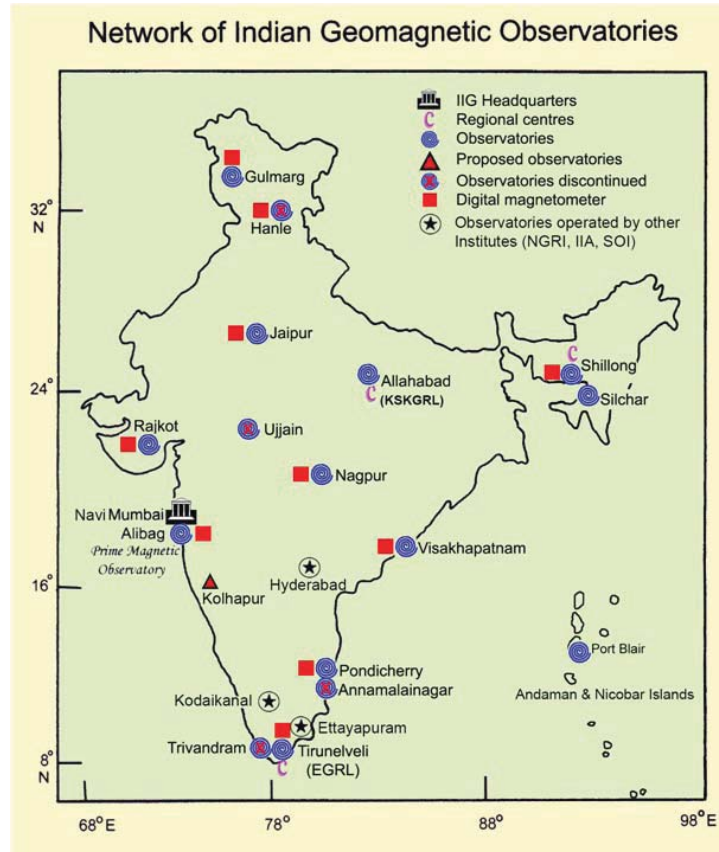 Network of Indian Geomagnetic Observatories
IIG Headquarters
C Regional centres
Observatories
Proposed observatories
Observatories discontinued
Digital magnetometer
Observatories operated by other
Institutes (NGRI, IIA, SOI)
Gulmarg
32°
N
Hanle
Jaipur
C
Shillong
Allahabad
C (KSKGRL)
24°
Silchar
Rajkot
Ujjain
Nagpur
Navi Mumbai
Alibag
Prime Magnetic
Observatory
Visakhapatnam
Hyderabad
16°
Kolhapur
Port Blair
Pondicherry
Annamalainagar
Andaman & Nicobar Islands
Kodaikanal
Ettayapuram
Trivandram
Tirunelveli
C (EGRL)
8°
N
68°E
78°
88°
98°E